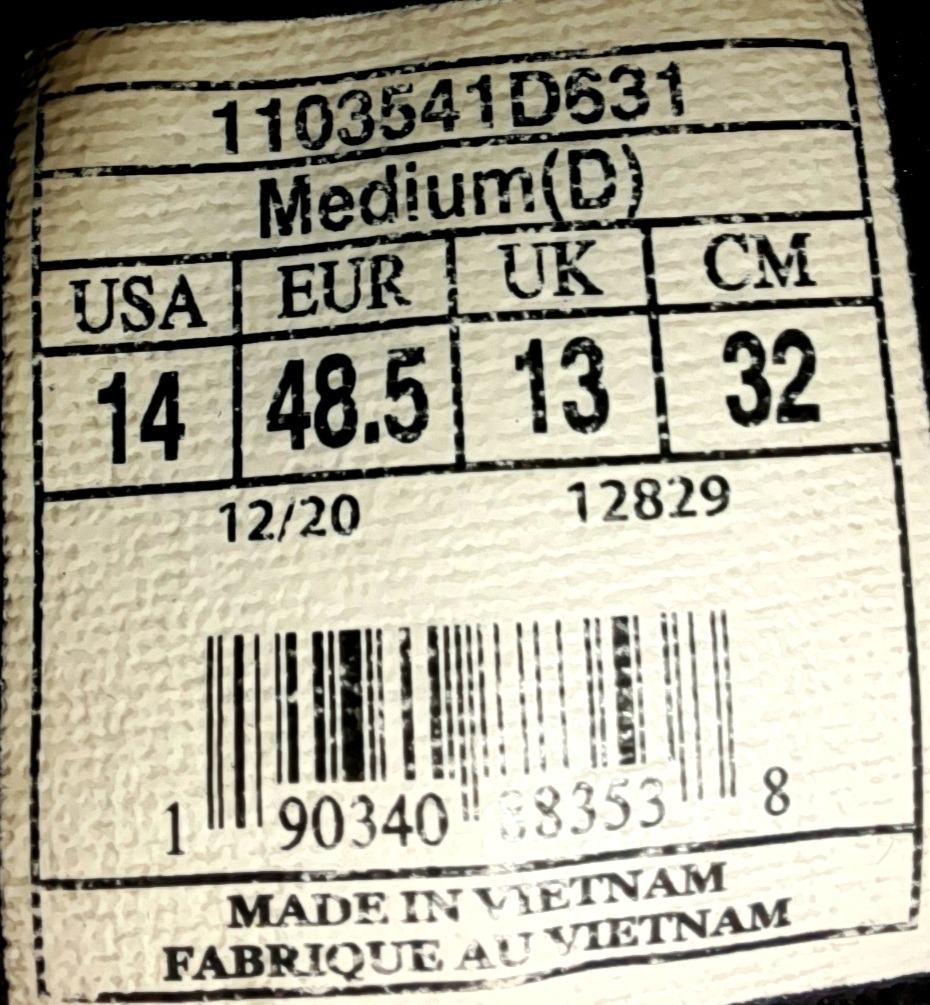 1103541D631
Medium(D)
USA EUR UK CM
14 48.5 13 32
12/20 12829
1 90340 88353 8
MADE IN VIETNAM
FABRIQUE AU VIETNAM